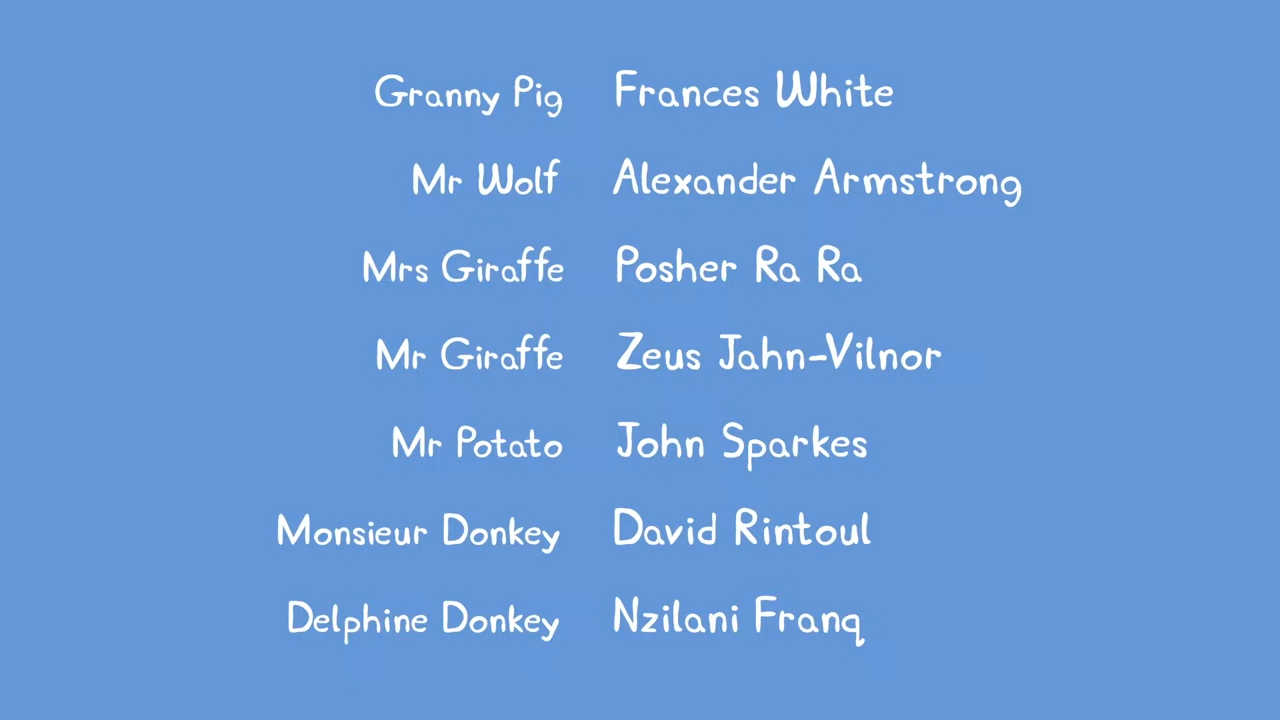 Granny Pig Frances White
Mr Wolf Alexander Armstrong
Mrs Giraffe Posher Ra Ra
Mr Giraffe Zeus Jahn-Vilnor
Mr Potato John Sparkes
Monsieur Donkey David Rintoul
Delphine Donkey Nzilani Franq